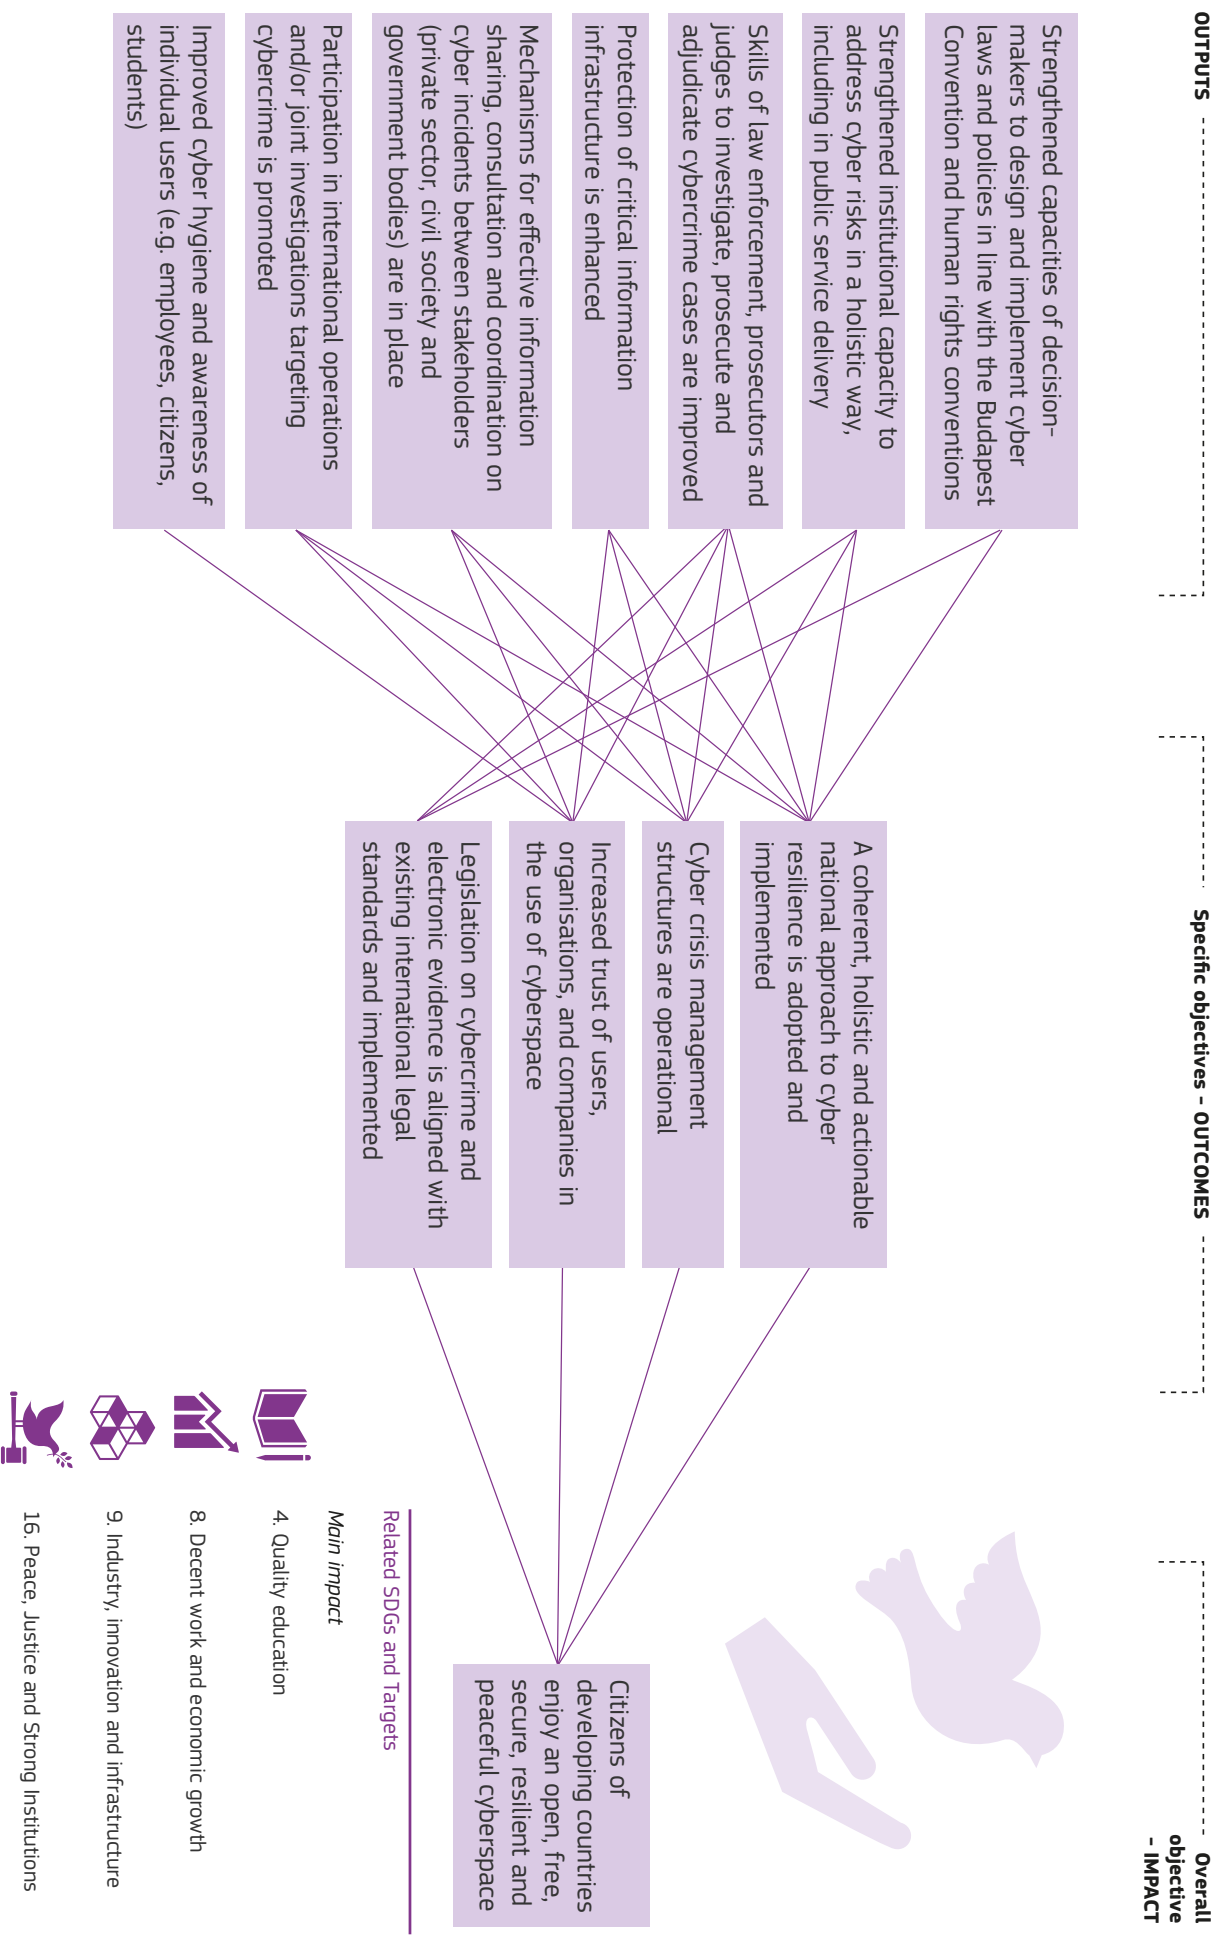 OUTPUTS
Specific objectives – OUTCOMES
Overall
objective
– IMPACT
Strengthened capacities of decision-
makers to design and implement cyber
laws and policies in line with the Budapest
Convention and human rights conventions
Strengthened institutional capacity to
address cyber risks in a holistic way,
including in public service delivery
Skills of law enforcement, prosecutors and
judges to investigate, prosecute and
adjudicate cybercrime cases are improved
Protection of critical information
infrastructure is enhanced
Mechanisms for effective information
sharing, consultation and coordination on
cyber incidents between stakeholders
(private sector, civil society and
government bodies) are in place
Participation in international operations
and/or joint investigations targeting
cybercrime is promoted
Improved cyber hygiene and awareness of
individual users (e.g. employees, citizens,
students)
A coherent, holistic and actionable
national approach to cyber
resilience is adopted and
implemented
Cyber crisis management
structures are operational
Increased trust of users,
organisations, and companies in
the use of cyberspace
Legislation on cybercrime and
electronic evidence is aligned with
existing international legal
standards and implemented
Citizens of
developing countries
enjoy an open, free,
secure, resilient and
peaceful cyberspace
Related SDGs and Targets
Main impact
4. Quality education
8. Decent work and economic growth
9. Industry, innovation and infrastructure
16. Peace, Justice and Strong Institutions